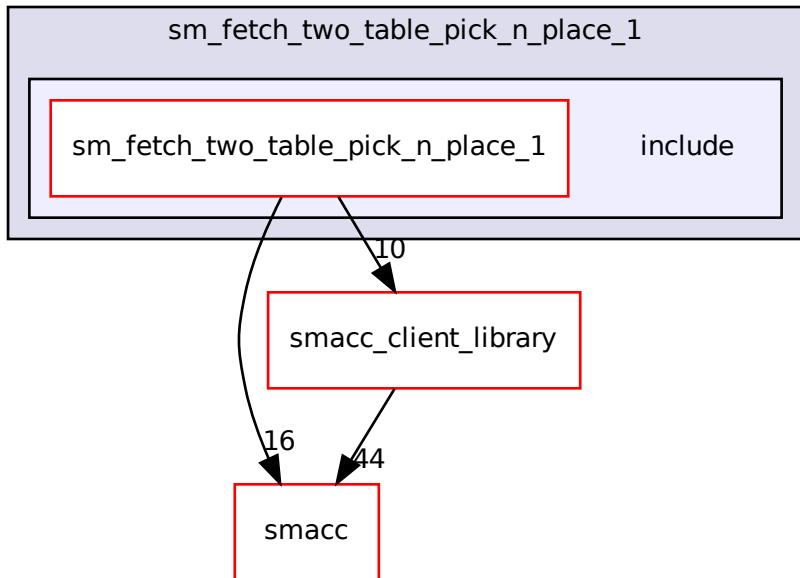 sm_fetch_two_table_pick_n_place_1
sm_fetch_two_table_pick_n_place_1
include
10
smacc_client_library
16
44
smacc